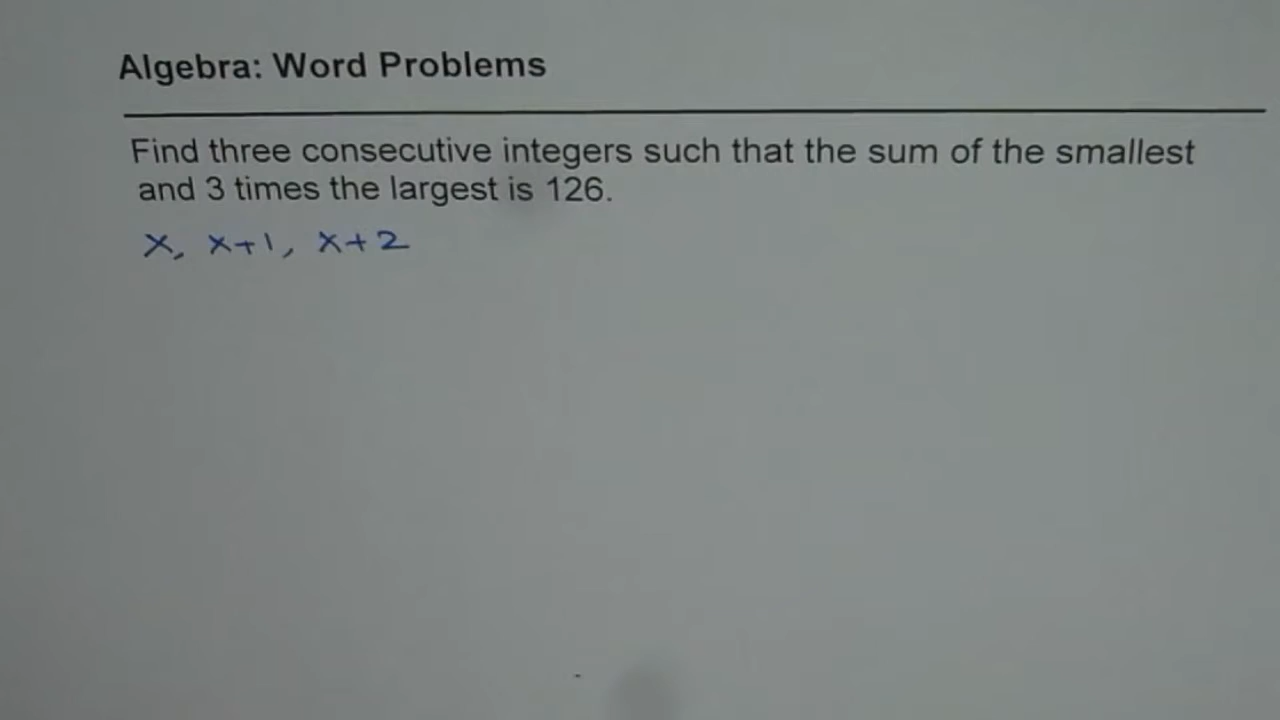 Algebra: Word Problems
Find three consecutive integers such that the sum of the smallest
and 3 times the largest is 126.
x, x+1, x+2